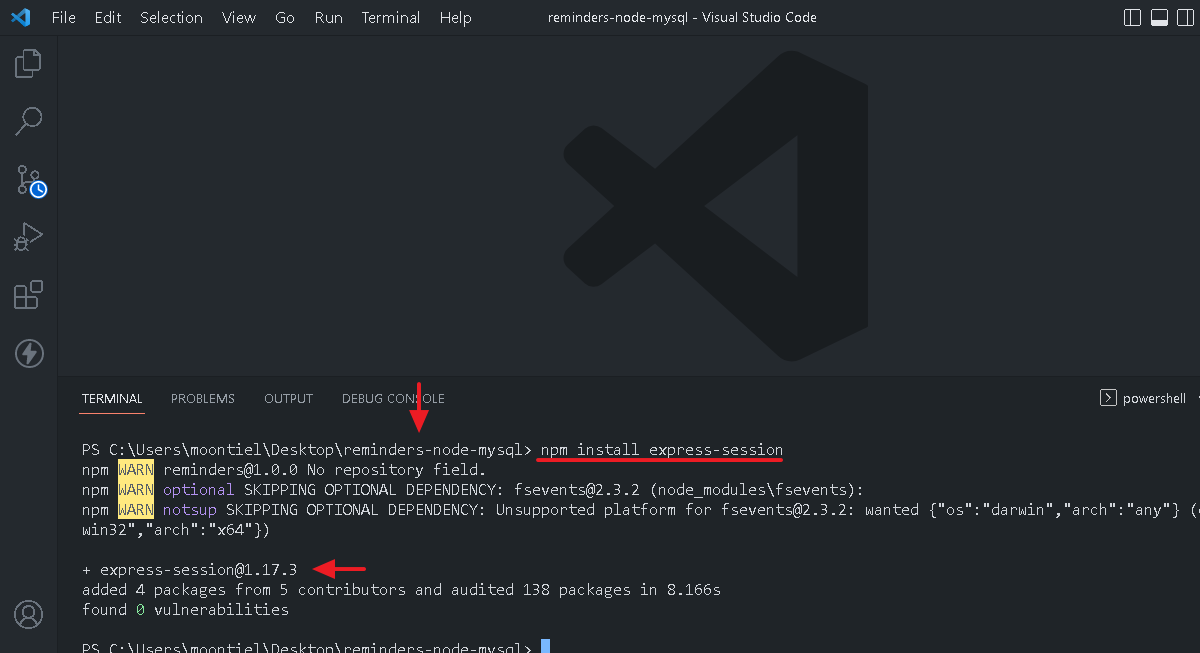 File Edit Selection View Go Run Terminal Help reminders-node-mysql - Visual Studio Code
TERMINAL PROBLEMS OUTPUT DEBUG CONSOLE powershell
PS C:\Users\moontiel\Desktop\reminders-node-mysql> npm install express-session
npm WARN reminders@1.0.0 No repository field.
npm WARN optional SKIPPING OPTIONAL DEPENDENCY: fsevents@2.3.2 (node_modules\fsevents):
npm WARN notsup SKIPPING OPTIONAL DEPENDENCY: Unsupported platform for fsevents@2.3.2: wanted {"os":"darwin","arch":"any"} (
win32","arch":"x64"})
+ express-session@1.17.3
added 4 packages from 5 contributors and audited 138 packages in 8.166s
found 0 vulnerabilities
PS C:\Users\moontiel\Desktop\reminders-node-mysql>